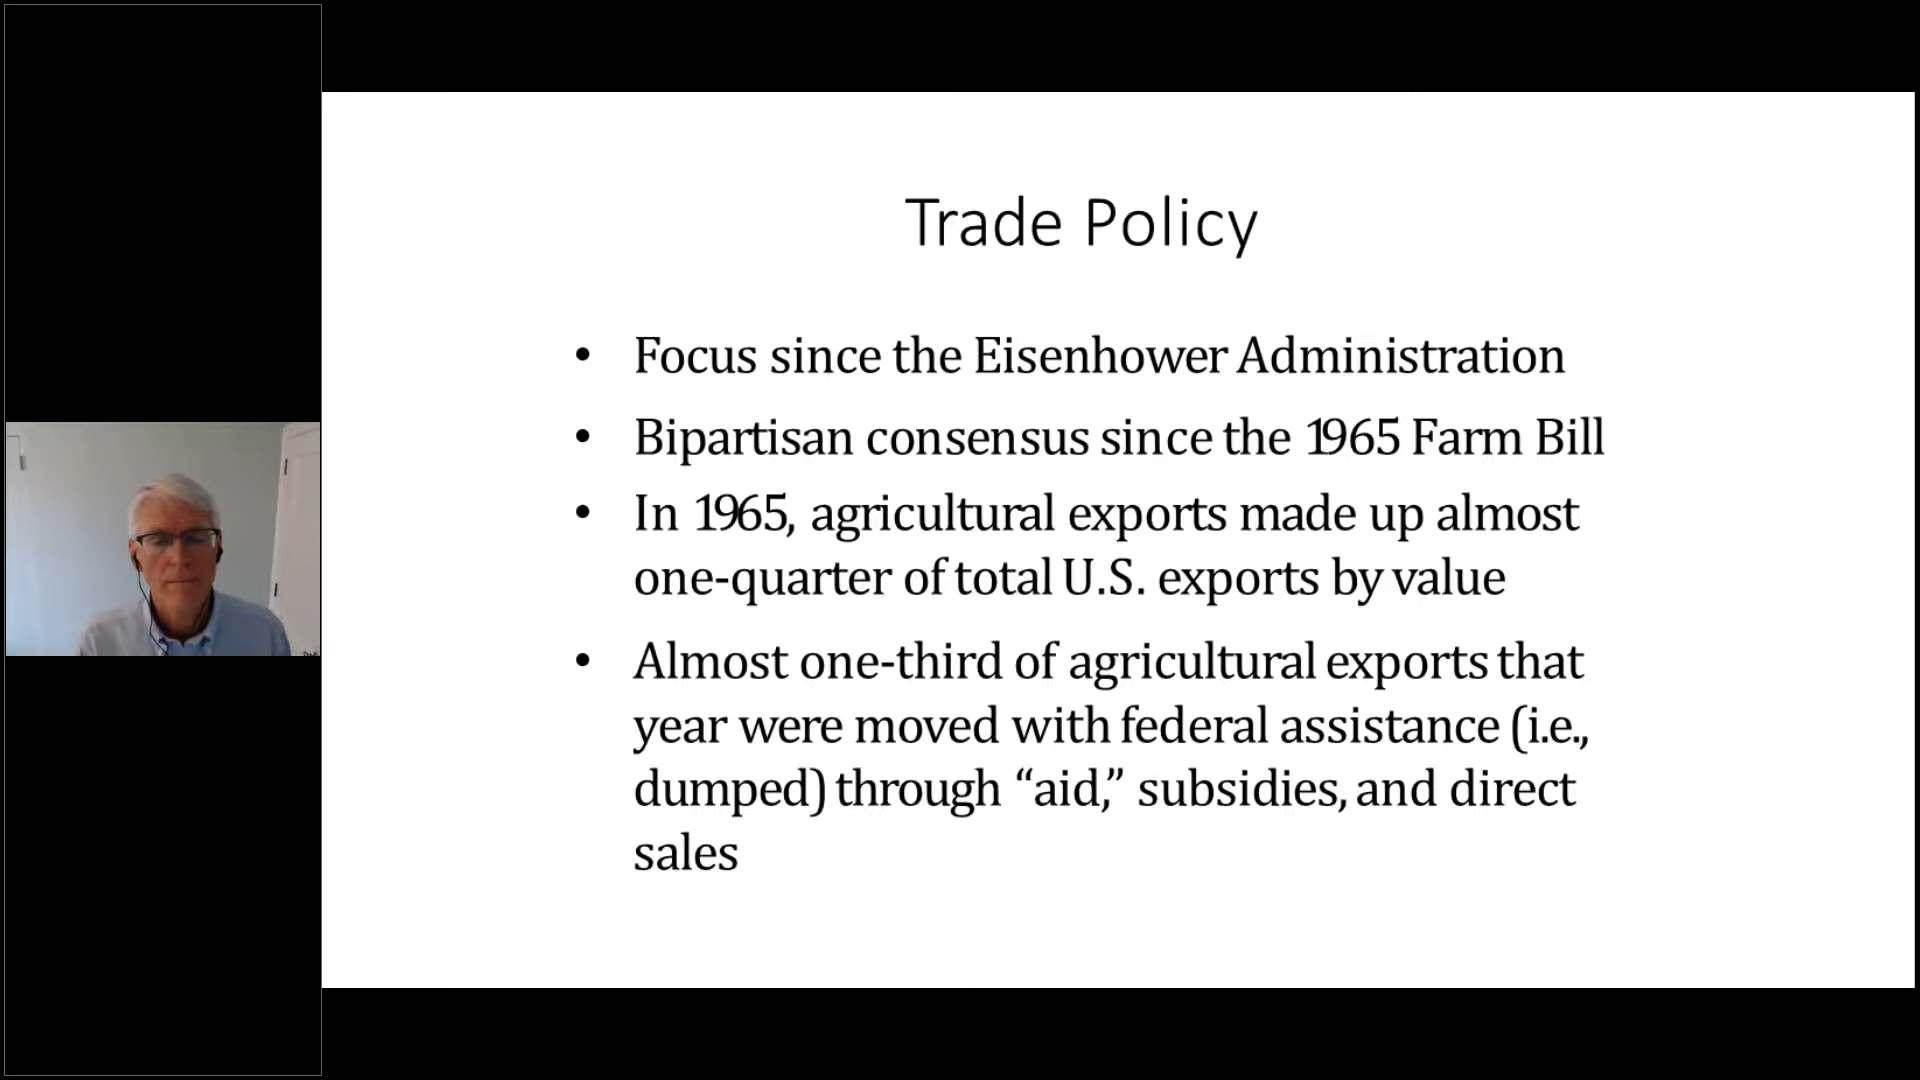 Trade Policy
• Focus since the Eisenhower Administration
• Bipartisan consensus since the 1965 Farm Bill
• In 1965, agricultural exports made up almost
one-quarter of total U.S. exports by value
• Almost one-third of agricultural exports that
year were moved with federal assistance (i.e.,
dumped) through “aid,” subsidies, and direct
sales